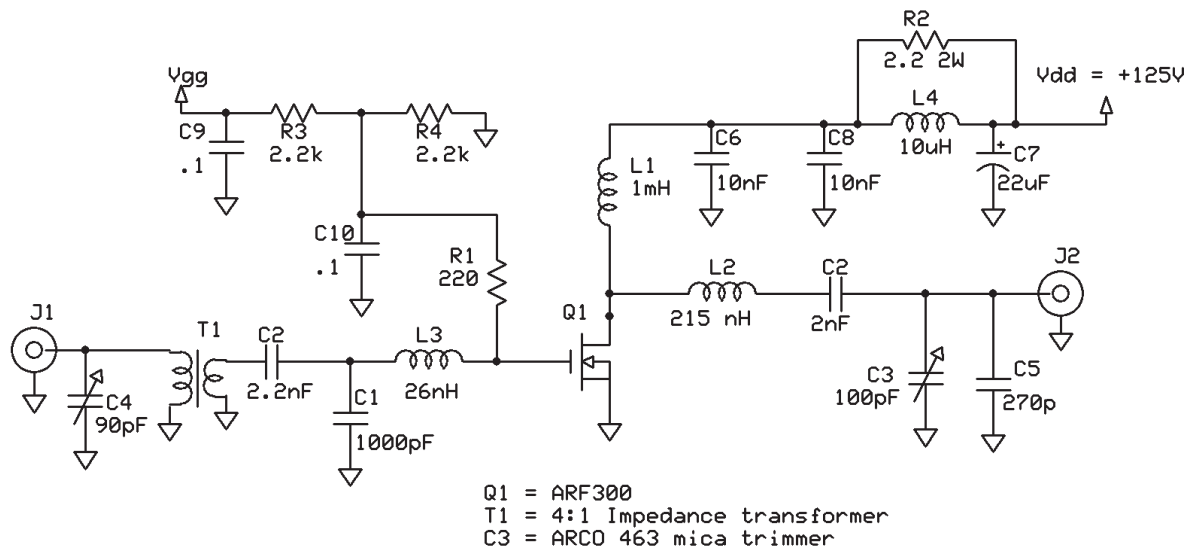 R2
2.2 2W
Vdd = +125V
Vgg
C9
.1
R3
2.2k
R4
2.2k
L4
10uH
C6
10nF
C8
10nF
+
C7
22uF
L1
1mH
C10
.1
R1
220
J2
L2
215 nH
C2
2nF
Q1
J1
T1
C2
2.2nF
L3
26nH
C4
90pF
C1
1000pF
C3
100pF
C5
270p
Q1 = ARF300
T1 = 4:1 Impedance transformer
C3 = ARCO 463 mica trimmer